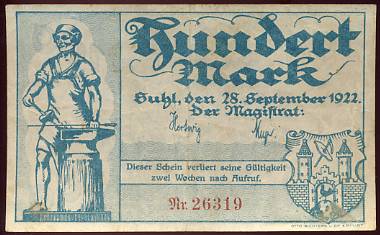 Hundert
Mark
Suhl, den 28. September 1922.
Der Magistrat:
Hertwig
Dieser Schein verliert seine Gültigkeit
zwei Wochen nach Aufruf.
Nr. 26319